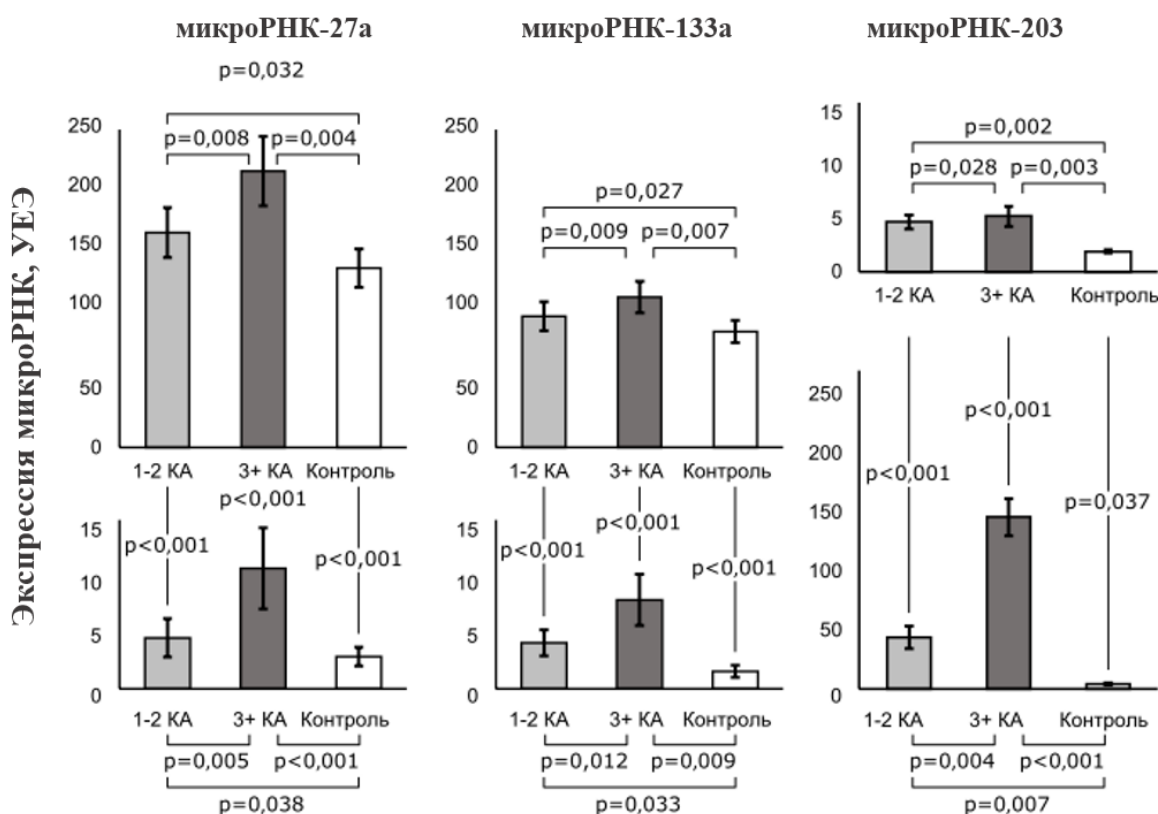 микроРНК-27а
микроРНК-133а
микроРНК-203
Экспрессия микроРНК, УЕЭ
p=0,032
p=0,008
p=0,004
250
200
150
100
50
0
1-2 КА
3+ КА
Контроль
p<0,001
p<0,001
p<0,001
15
10
5
0
1-2 КА
3+ КА
Контроль
p=0,005
p<0,001
p=0,038
p=0,027
p=0,009
p=0,007
250
200
150
100
50
0
1-2 КА
3+ КА
Контроль
p<0,001
p<0,001
p<0,001
15
10
5
0
1-2 КА
3+ КА
Контроль
p=0,012
p=0,009
p=0,033
15
10
5
0
p=0,002
p=0,028
p=0,003
1-2 КА
3+ КА
Контроль
p<0,001
p<0,001
p=0,037
250
200
150
100
50
0
1-2 КА
3+ КА
Контроль
p=0,004
p<0,001
p=0,007